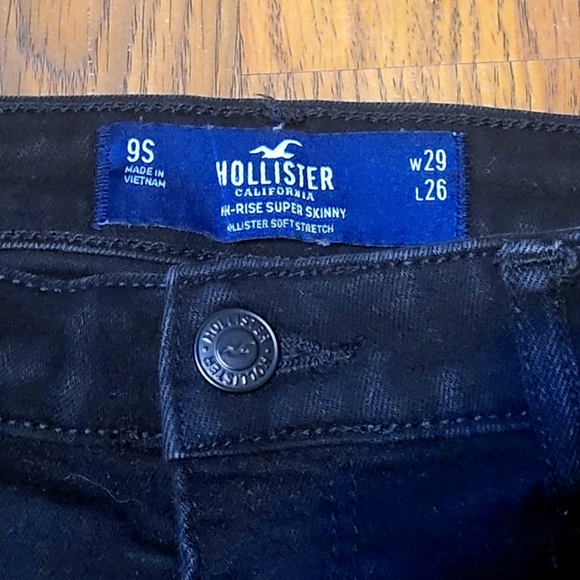 9S
MADE IN
VIETNAM
HOLLISTER
CALIFORNIA
SUPER SKINNY
SOFT STRETCH
W29
L26
HOLLISTER · HOLLISTER ·